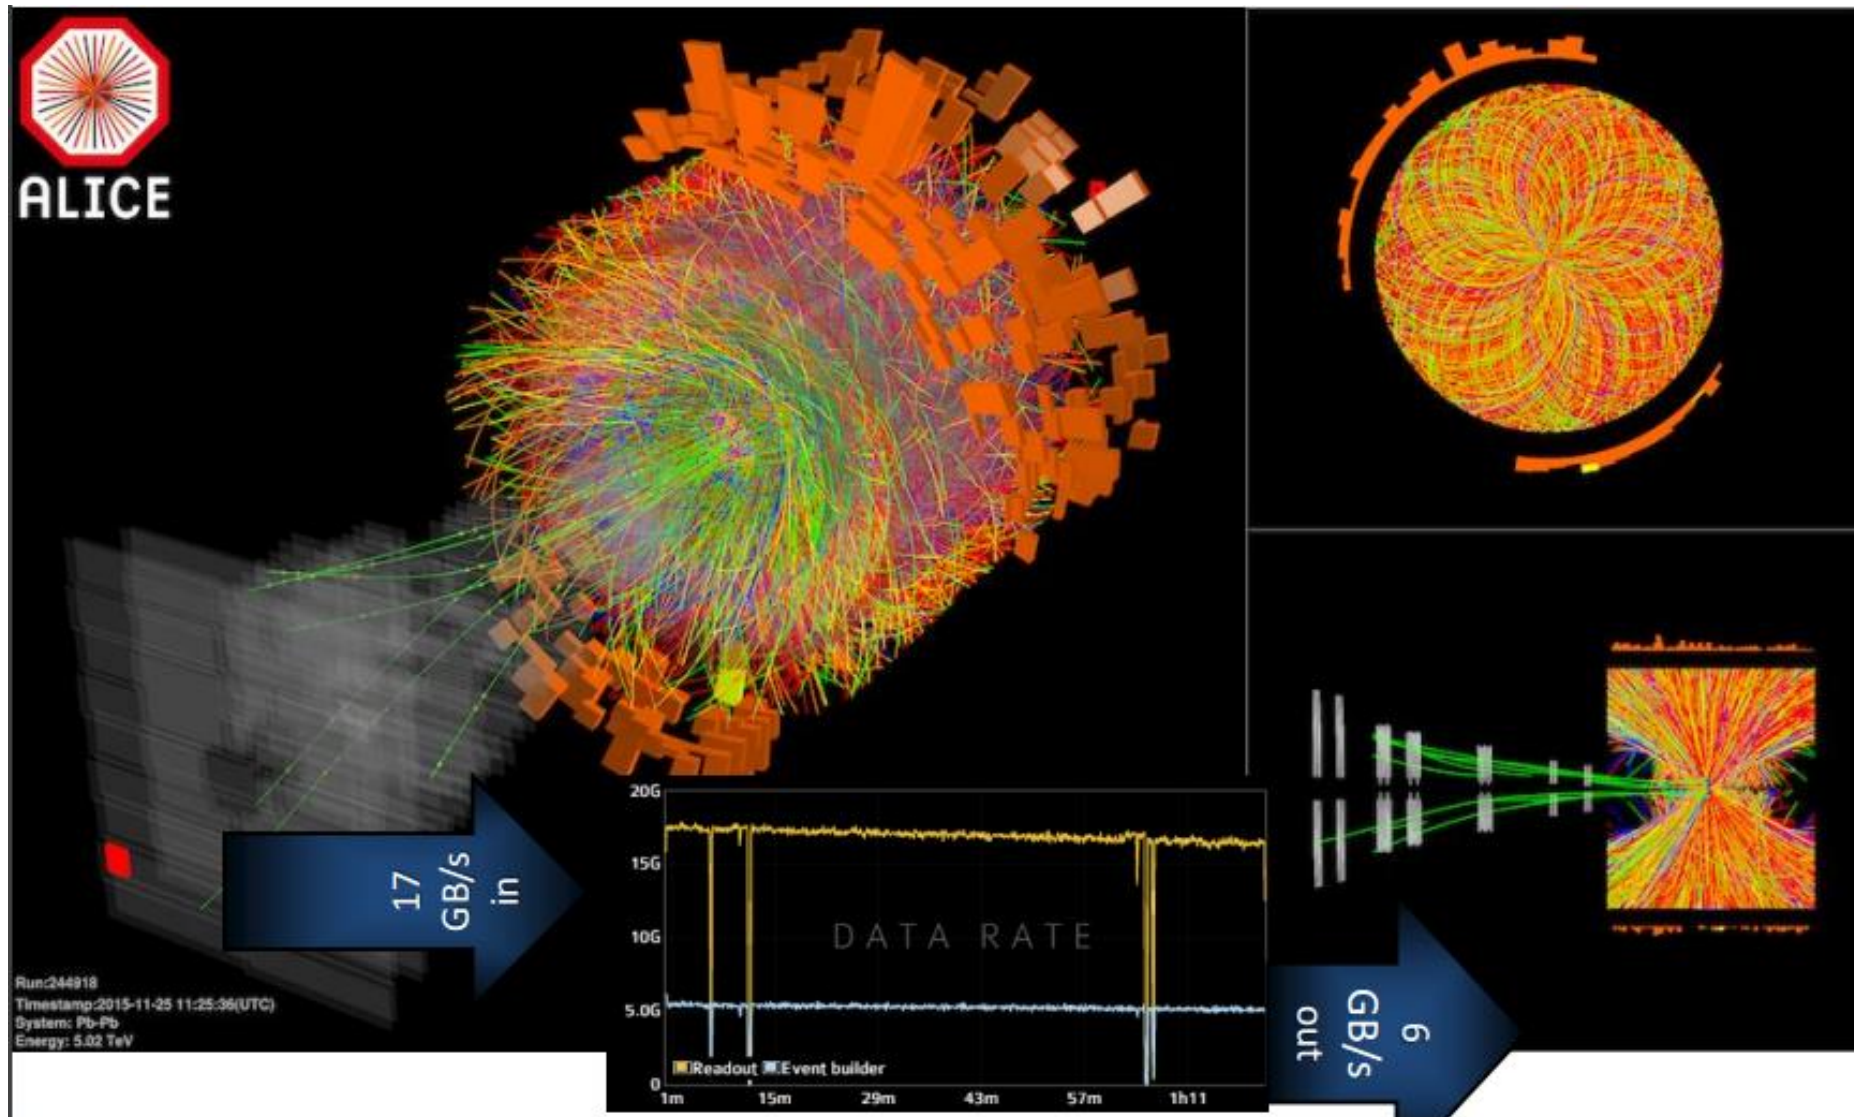 ALICE
Run:244918
Timestamp:2015-11-25 11:25:36(UTC)
System: Pb-Pb
Energy: 5.02 TeV
17
GB/s
in
20G
15G
10G
5.0G
0
DATA RATE
Readout Event builder
1m 15m 29m 43m 57m 1h11
6
GB/s
out